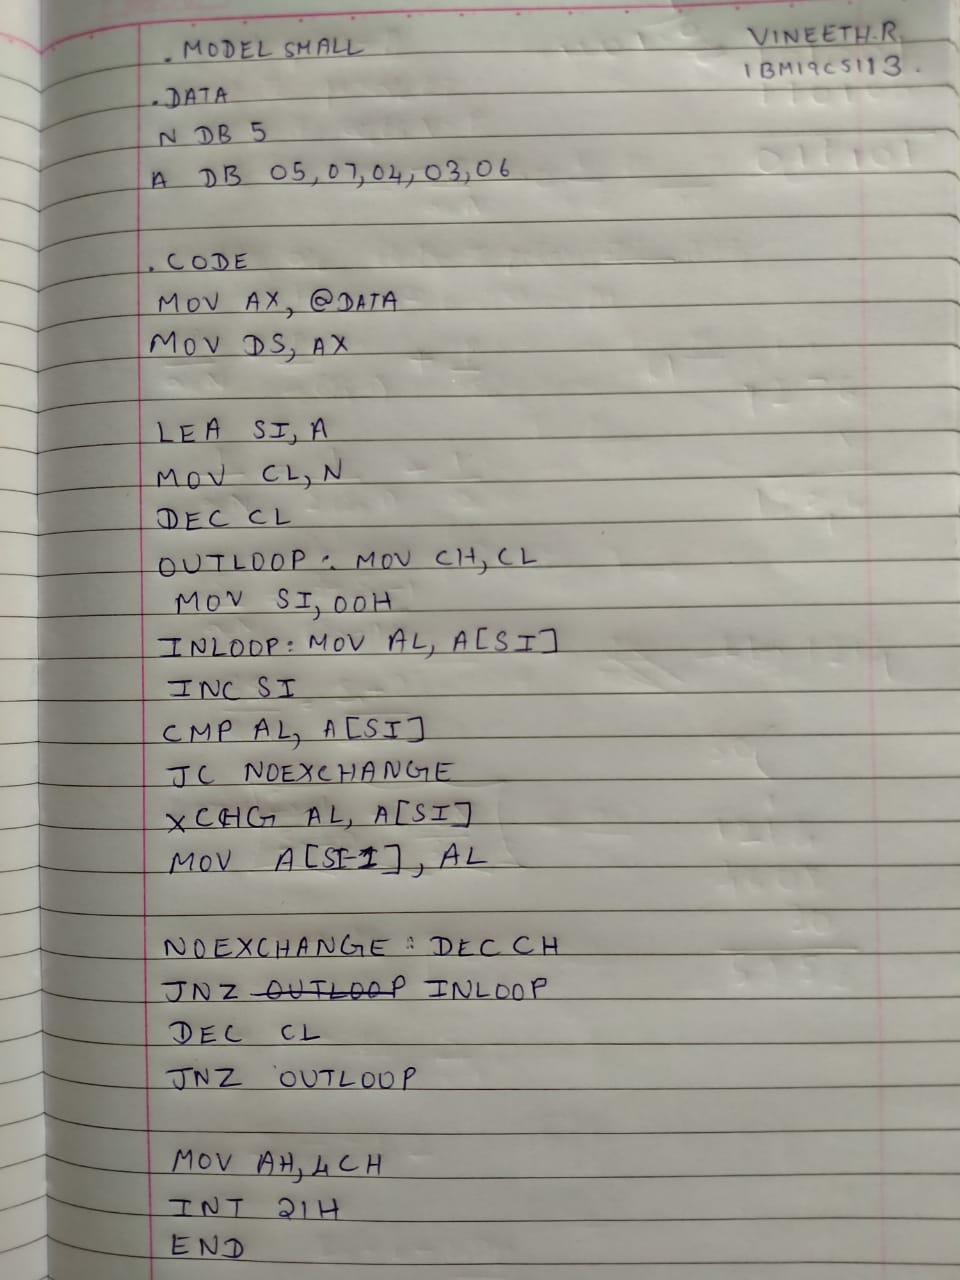 .MODEL SMALL
VINEETH.R.
1BM19CS113.
.DATA
N DB 5
A DB 05,07,04,03,06
.CODE
MOV AX, @DATA
MOV DS, AX
LEA SI, A
MOV CL, N
DEC CL
OUTLOOP: MOV CH, CL
MOV SI, 00H
INLOOP: MOV AL, A[SI]
INC SI
CMP AL, A[SI]
JC NOEXCHANGE
XCHG AL, A[SI]
MOV A[SI-1], AL
NOEXCHANGE: DEC CH
JNZ OUTLOOP INLOOP
DEC CL
JNZ OUTLOOP
MOV AH, 4CH
INT 21H
END